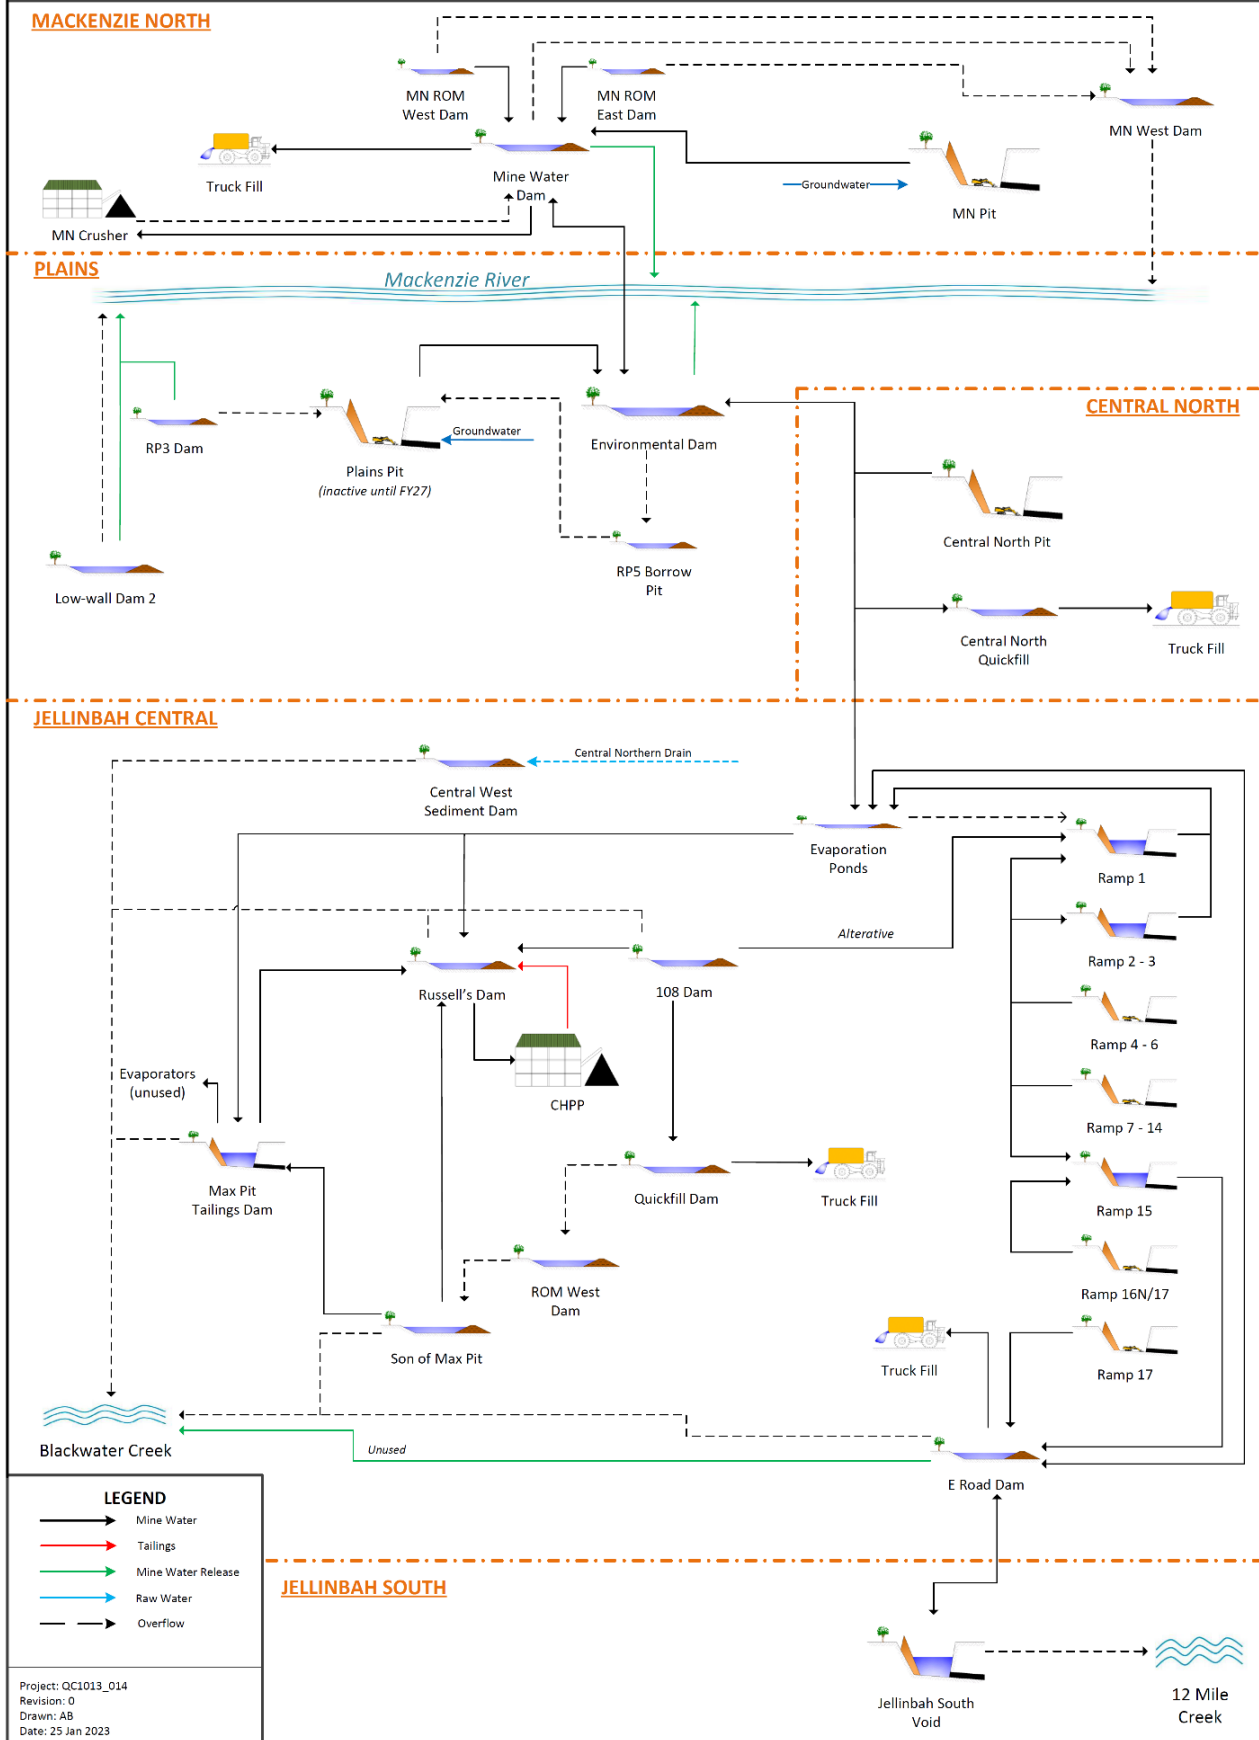 MACKENZIE NORTH
MN ROM
West Dam
MN ROM
East Dam
MN West Dam
Truck Fill
Mine Water
Dam
Groundwater
MN Pit
MN Crusher
PLAINS
Mackenzie River
CENTRAL NORTH
RP3 Dam
Groundwater
Environmental Dam
Plains Pit
(inactive until FY27)
Central North Pit
RP5 Borrow
Pit
Low-wall Dam 2
Central North
Quickfill
Truck Fill
JELLINBAH CENTRAL
Central Northern Drain
Central West
Sediment Dam
Evaporation
Ponds
Ramp 1
Alterative
Ramp 2 - 3
Russell's Dam
108 Dam
Ramp 4 - 6
Evaporators
(unused)
CHPP
Ramp 7 - 14
Max Pit
Tailings Dam
Quickfill Dam
Truck Fill
Ramp 15
ROM West
Dam
Ramp 16N/17
Son of Max Pit
Truck Fill
Ramp 17
Blackwater Creek
Unused
E Road Dam
LEGEND
Mine Water
Tailings
Mine Water Release
Raw Water
Overflow
JELLINBAH SOUTH
Jellinbah South
Void
12 Mile
Creek
Project: QC1013_014
Revision: 0
Drawn: AB
Date: 25 Jan 2023